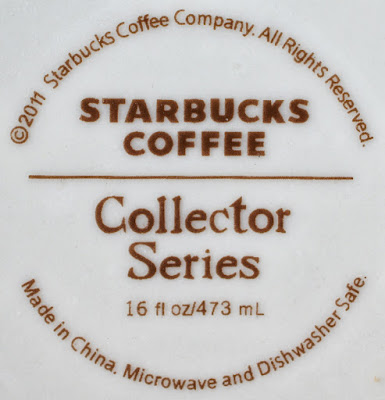 ©2011 Starbucks Coffee Company. All Rights Reserved.
STARBUCKS
COFFEE
Collector
Series
16 fl oz/473 mL
Made in China. Microwave and Dishwasher Safe.